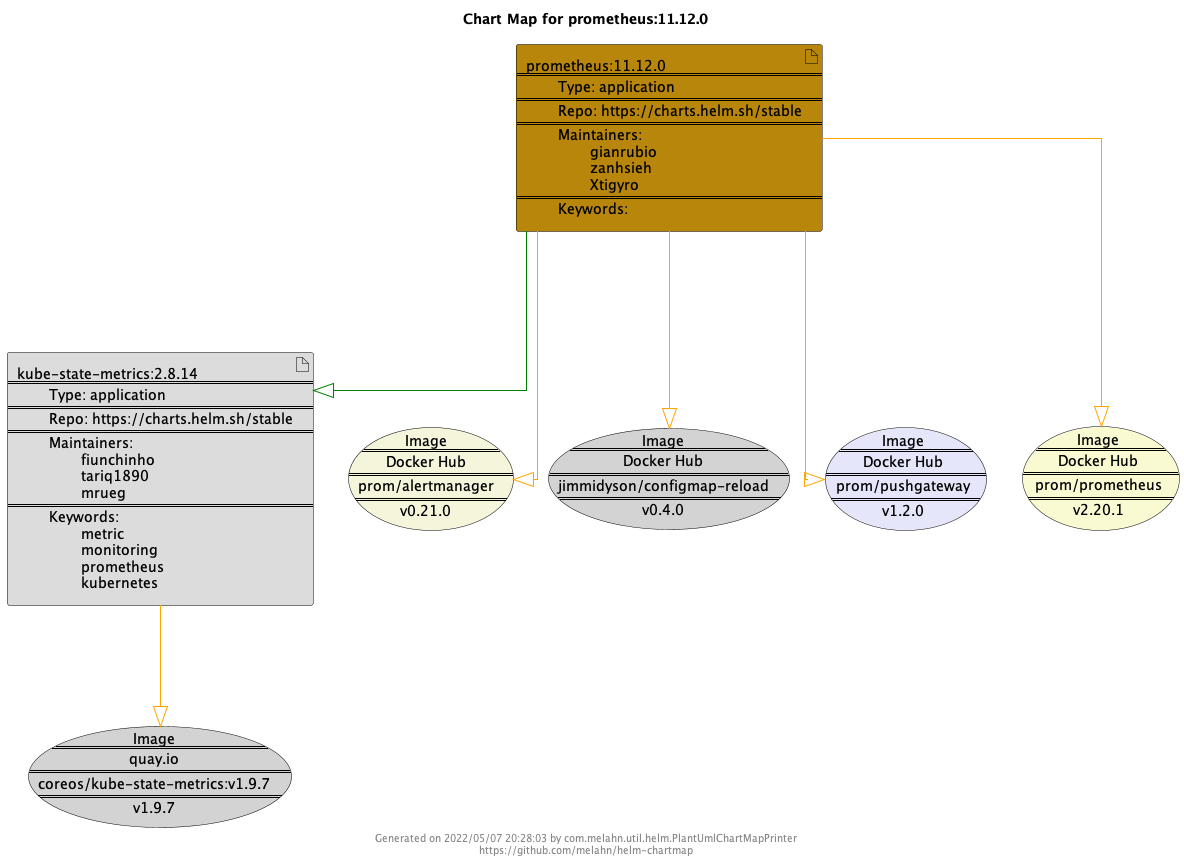 Chart Map for prometheus:11.12.0
prometheus:11.12.0
Type: application
Repo: https://charts.helm.sh/stable
Maintainers:
gianrubio
zanhsieh
Xtigyro
Keywords:
kube-state-metrics:2.8.14
Type: application
Repo: https://charts.helm.sh/stable
Maintainers:
fiunchinho
tariq1890
mrueg
Keywords:
metric
monitoring
prometheus
kubernetes
Image
Docker Hub
prom/alertmanager
v0.21.0
Image
Docker Hub
jimmidyson/configmap-reload
v0.4.0
Image
Docker Hub
prom/pushgateway
v1.2.0
Image
Docker Hub
prom/prometheus
v2.20.1
Image
quay.io
coreos/kube-state-metrics:v1.9.7
v1.9.7
Generated on 2022/05/07 20:28:03 by com.melahn.util.helm.PlantUmlChartMapPrinter
https://github.com/melahn/helm-chartmap